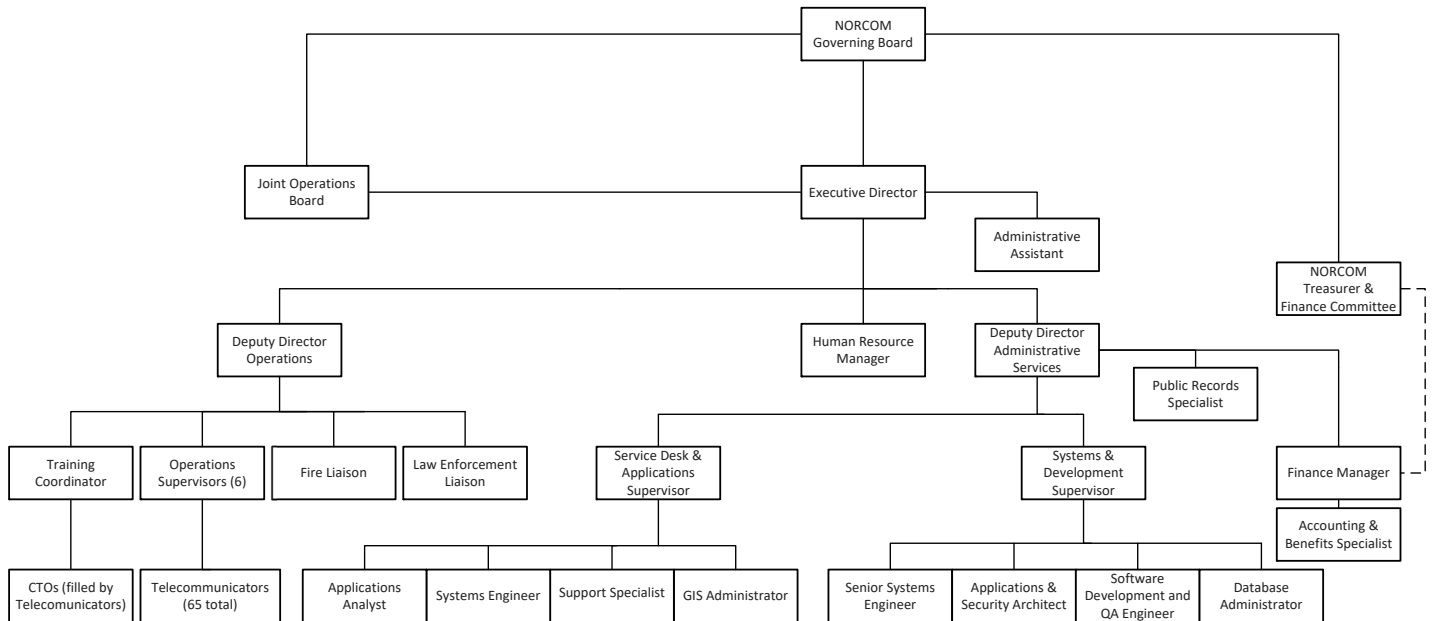 NORCOM
Governing Board
Joint Operations
Board
Executive Director
Administrative
Assistant
NORCOM
Treasurer &
Finance Committee
Deputy Director
Operations
Human Resource
Manager
Deputy Director
Administrative
Services
Public Records
Specialist
Training
Coordinator
Operations
Supervisors (6)
Fire Liaison
Law Enforcement
Liaison
Service Desk &
Applications
Supervisor
Systems &
Development
Supervisor
Finance Manager
Accounting &
Benefits Specialist
CTOs (filled by
Telecomunicators)
Telecommunicators
(65 total)
Applications
Analyst
Systems Engineer
Support Specialist
GIS Administrator
Senior Systems
Engineer
Applications &
Security Architect
Software
Development and
QA Engineer
Database
Administrator